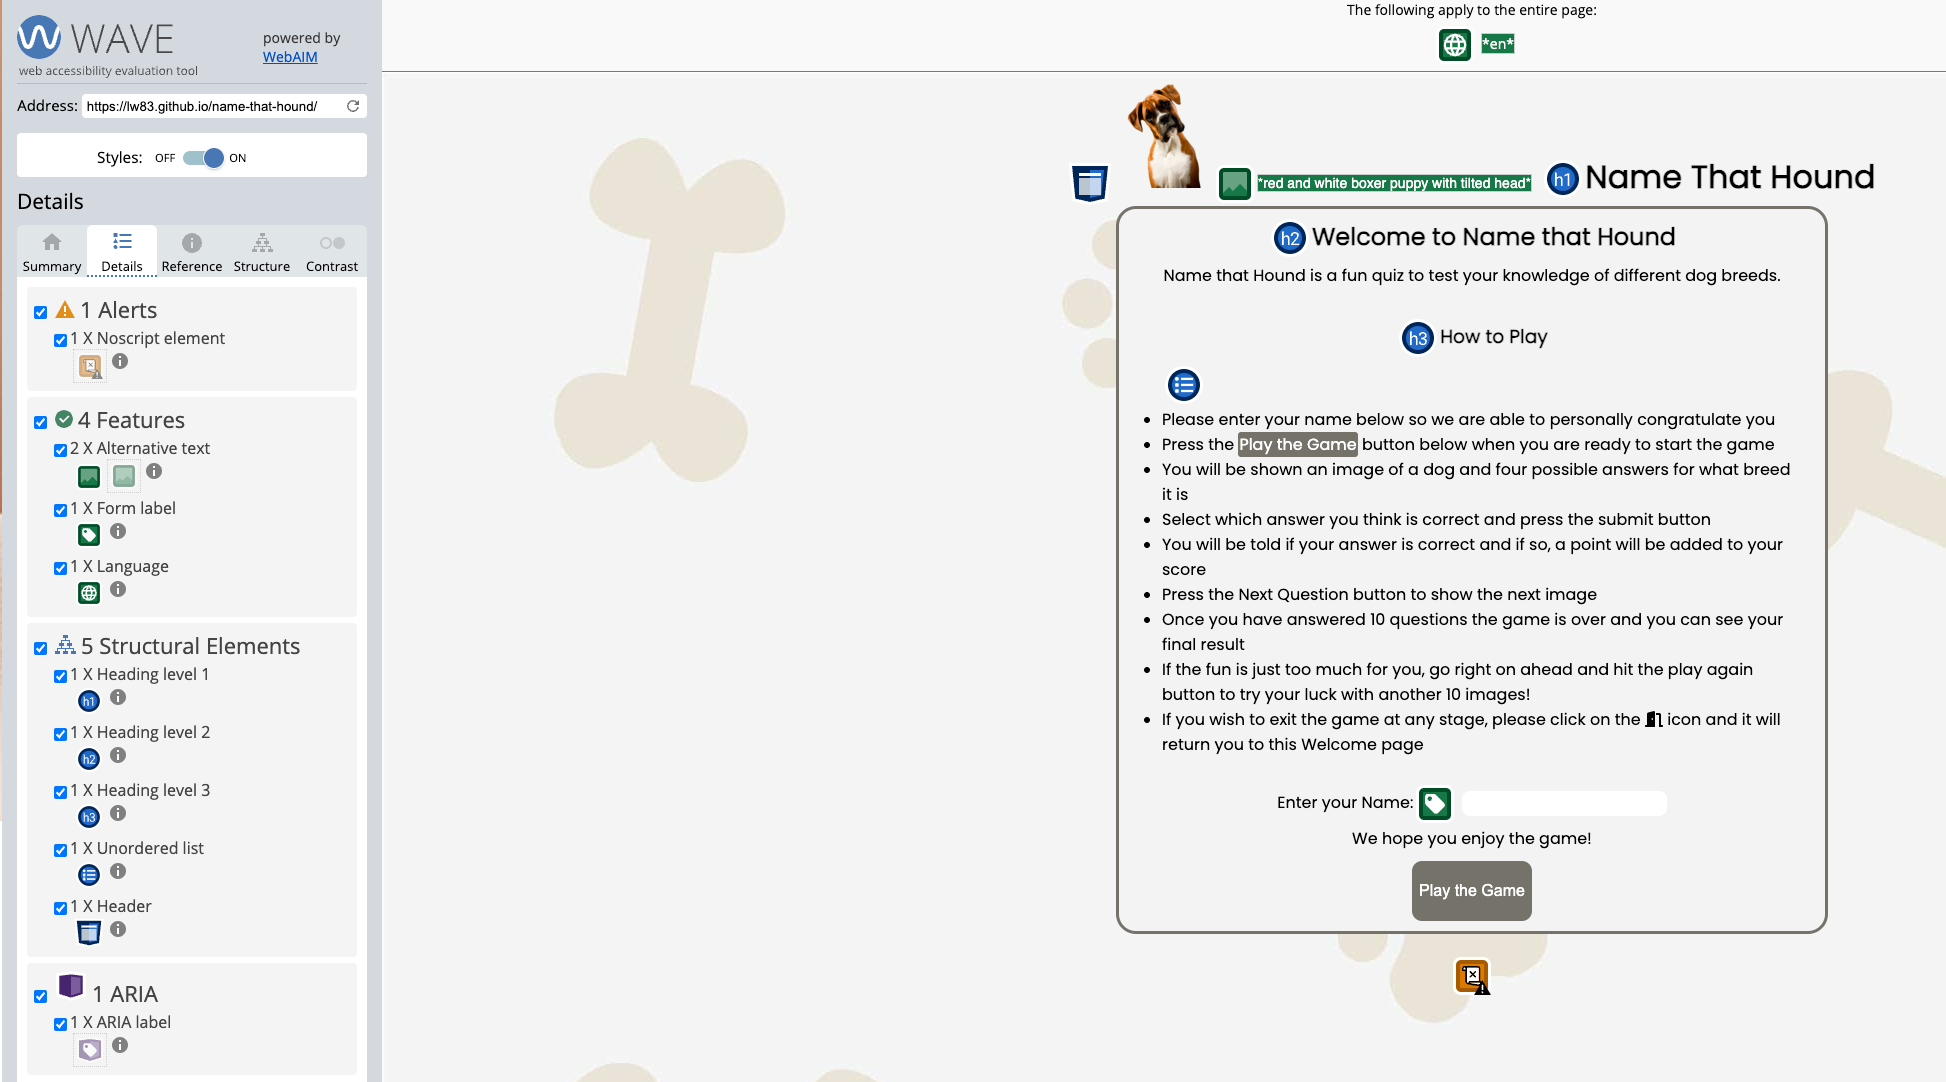 WAVE
powered by
WebAIM
web accessibility evaluation tool
Address: https://lw83.github.io/name-that-hound/
Styles: OFF ON
Details
Summary Details Reference Structure Contrast
1 Alerts
1 X Noscript element
4 Features
2 X Alternative text
1 X Form label
1 X Language
5 Structural Elements
1 X Heading level 1
h1
1 X Heading level 2
h2
1 X Heading level 3
h3
1 X Unordered list
1 X Header
1 ARIA
1 X ARIA label
The following apply to the entire page:
*en*
*red and white boxer puppy with tilted head* h1 Name That Hound
h2 Welcome to Name that Hound
Name that Hound is a fun quiz to test your knowledge of different dog breeds.
h3 How to Play
• Please enter your name below so we are able to personally congratulate you
• Press the Play the Game button below when you are ready to start the game
• You will be shown an image of a dog and four possible answers for what breed
it is
• Select which answer you think is correct and press the submit button
• You will be told if your answer is correct and if so, a point will be added to your
score
• Press the Next Question button to show the next image
• Once you have answered 10 questions the game is over and you can see your
final result
• If the fun is just too much for you, go right on ahead and hit the play again
button to try your luck with another 10 images!
• If you wish to exit the game at any stage, please click on the icon and it will
return you to this Welcome page
Enter your Name:
We hope you enjoy the game!
Play the Game